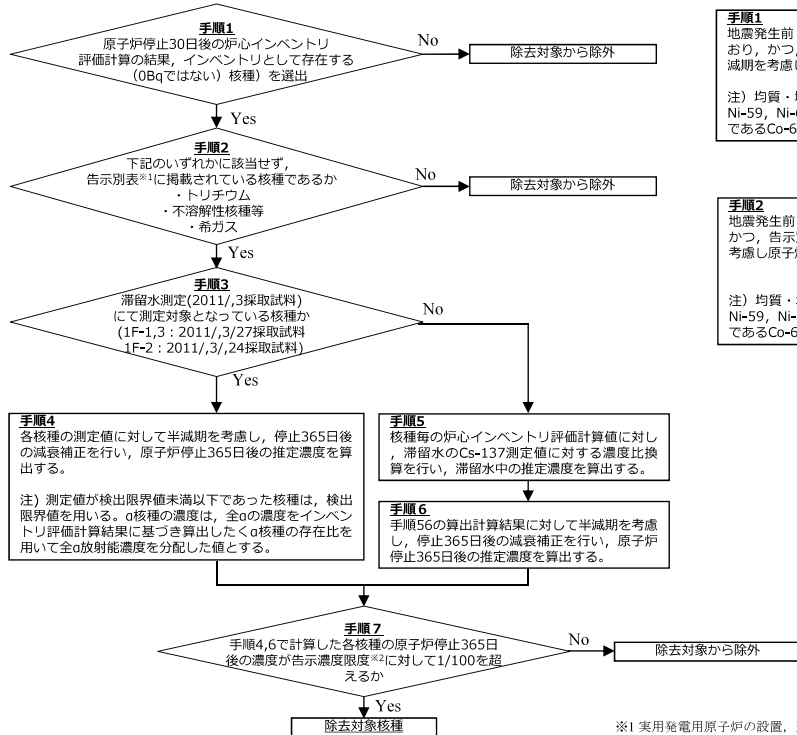 手順1
原子炉停止30日後の炉心インベントリ
評価計算の結果，インベントリとして存在する
（0Bqではない）核種）を選出
No
除去対象から除外
Yes
手順2
下記のいずれかに該当せず，
告示別表※1に掲載されている核種であるか
・トリチウム
・不溶解性核種等
・希ガス
No
除去対象から除外
Yes
手順3
滞留水測定(2011/,3採取試料)
にて測定対象となっている核種か
(1F-1,3：2011/,3/27採取試料
1F-2：2011/,3/,24採取試料)
No
Yes
手順4
各核種の測定値に対して半減期を考慮し，停止365日後
の減衰補正を行い，原子炉停止365日後の推定濃度を算
出する。
注）測定値が検出限界値未満以下であった核種は，検出
限界値を用いる。α核種の濃度は，全αの濃度をインベン
トリ評価計算結果に基づき算出したくα核種の存在比を
用いて全α放射能濃度を分配した値とする。
手順5
核種毎の炉心インベントリ評価計算値に対
し，滞留水のCs-137測定値に対する濃度比換
算を行い，滞留水中の推定濃度を算出する。
手順６
手順56の算出計算結果に対して半減期を考慮
し，停止365日後の減衰補正を行い，原子炉
停止365日後の推定濃度を算出する。
手順７
手順4,6で計算した各核種の原子炉停止365日
後の濃度が告示濃度限度※2に対して1/100を超
えるか
No
除去対象から除外
Yes
除去対象核種
手順1
地震発生前
おり，かつ，
減期を考慮し
注）均質・
Ni-59，Ni-
であるCo-6
手順2
地震発生前
かつ，告示
考慮し原子炉
注）均質・
Ni-59，Ni-
であるCo-6
※1 実用発電用原子炉の設置，